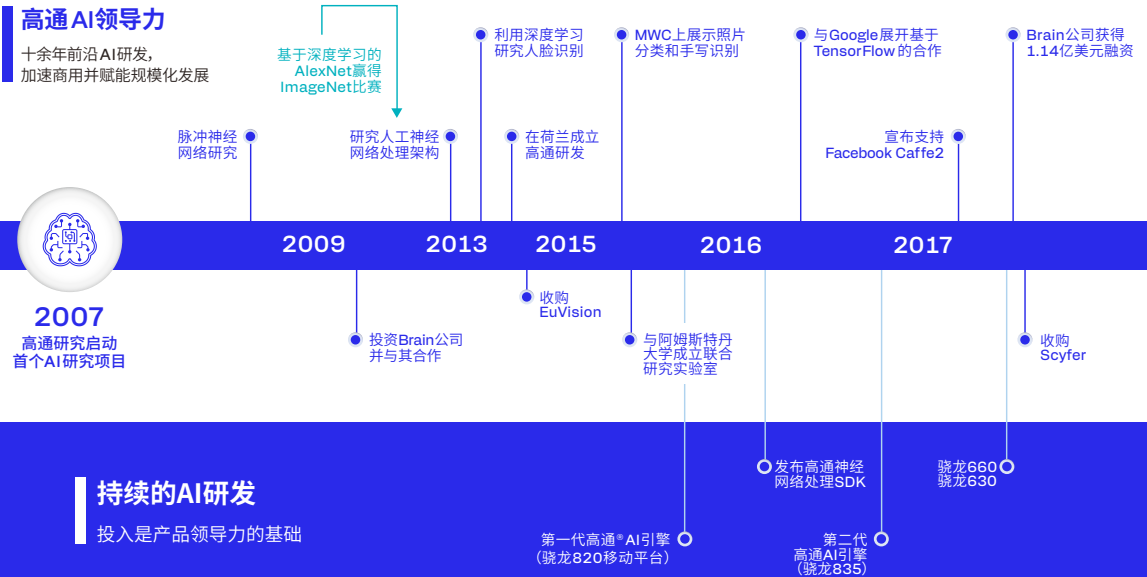 高通AI领导力
十余年前沿AI研发，
加速商用并赋能规模化发展
基于深度学习的
AlexNet赢得
ImageNet比赛
利用深度学习
研究人脸识别
MWC上展示照片
分类和手写识别
与Google展开基于
TensorFlow的合作
Brain公司获得
1.14亿美元融资
脉冲神经
网络研究
研究人工神经
网络处理架构
在荷兰成立
高通研发
宣布支持
Facebook Caffe2
2009
2013
2015
2016
2017
2007
高通研究启动
首个AI研究项目
投资Brain公司
并与其合作
收购
EuVision
与阿姆斯特丹
大学成立联合
研究实验室
收购
Scyfer
持续的AI研发
投入是产品领导力的基础
发布高通神经
网络处理SDK
骁龙660
骁龙630
第一代高通®AI引擎
（骁龙820移动平台）
第二代
高通AI引擎
（骁龙835）